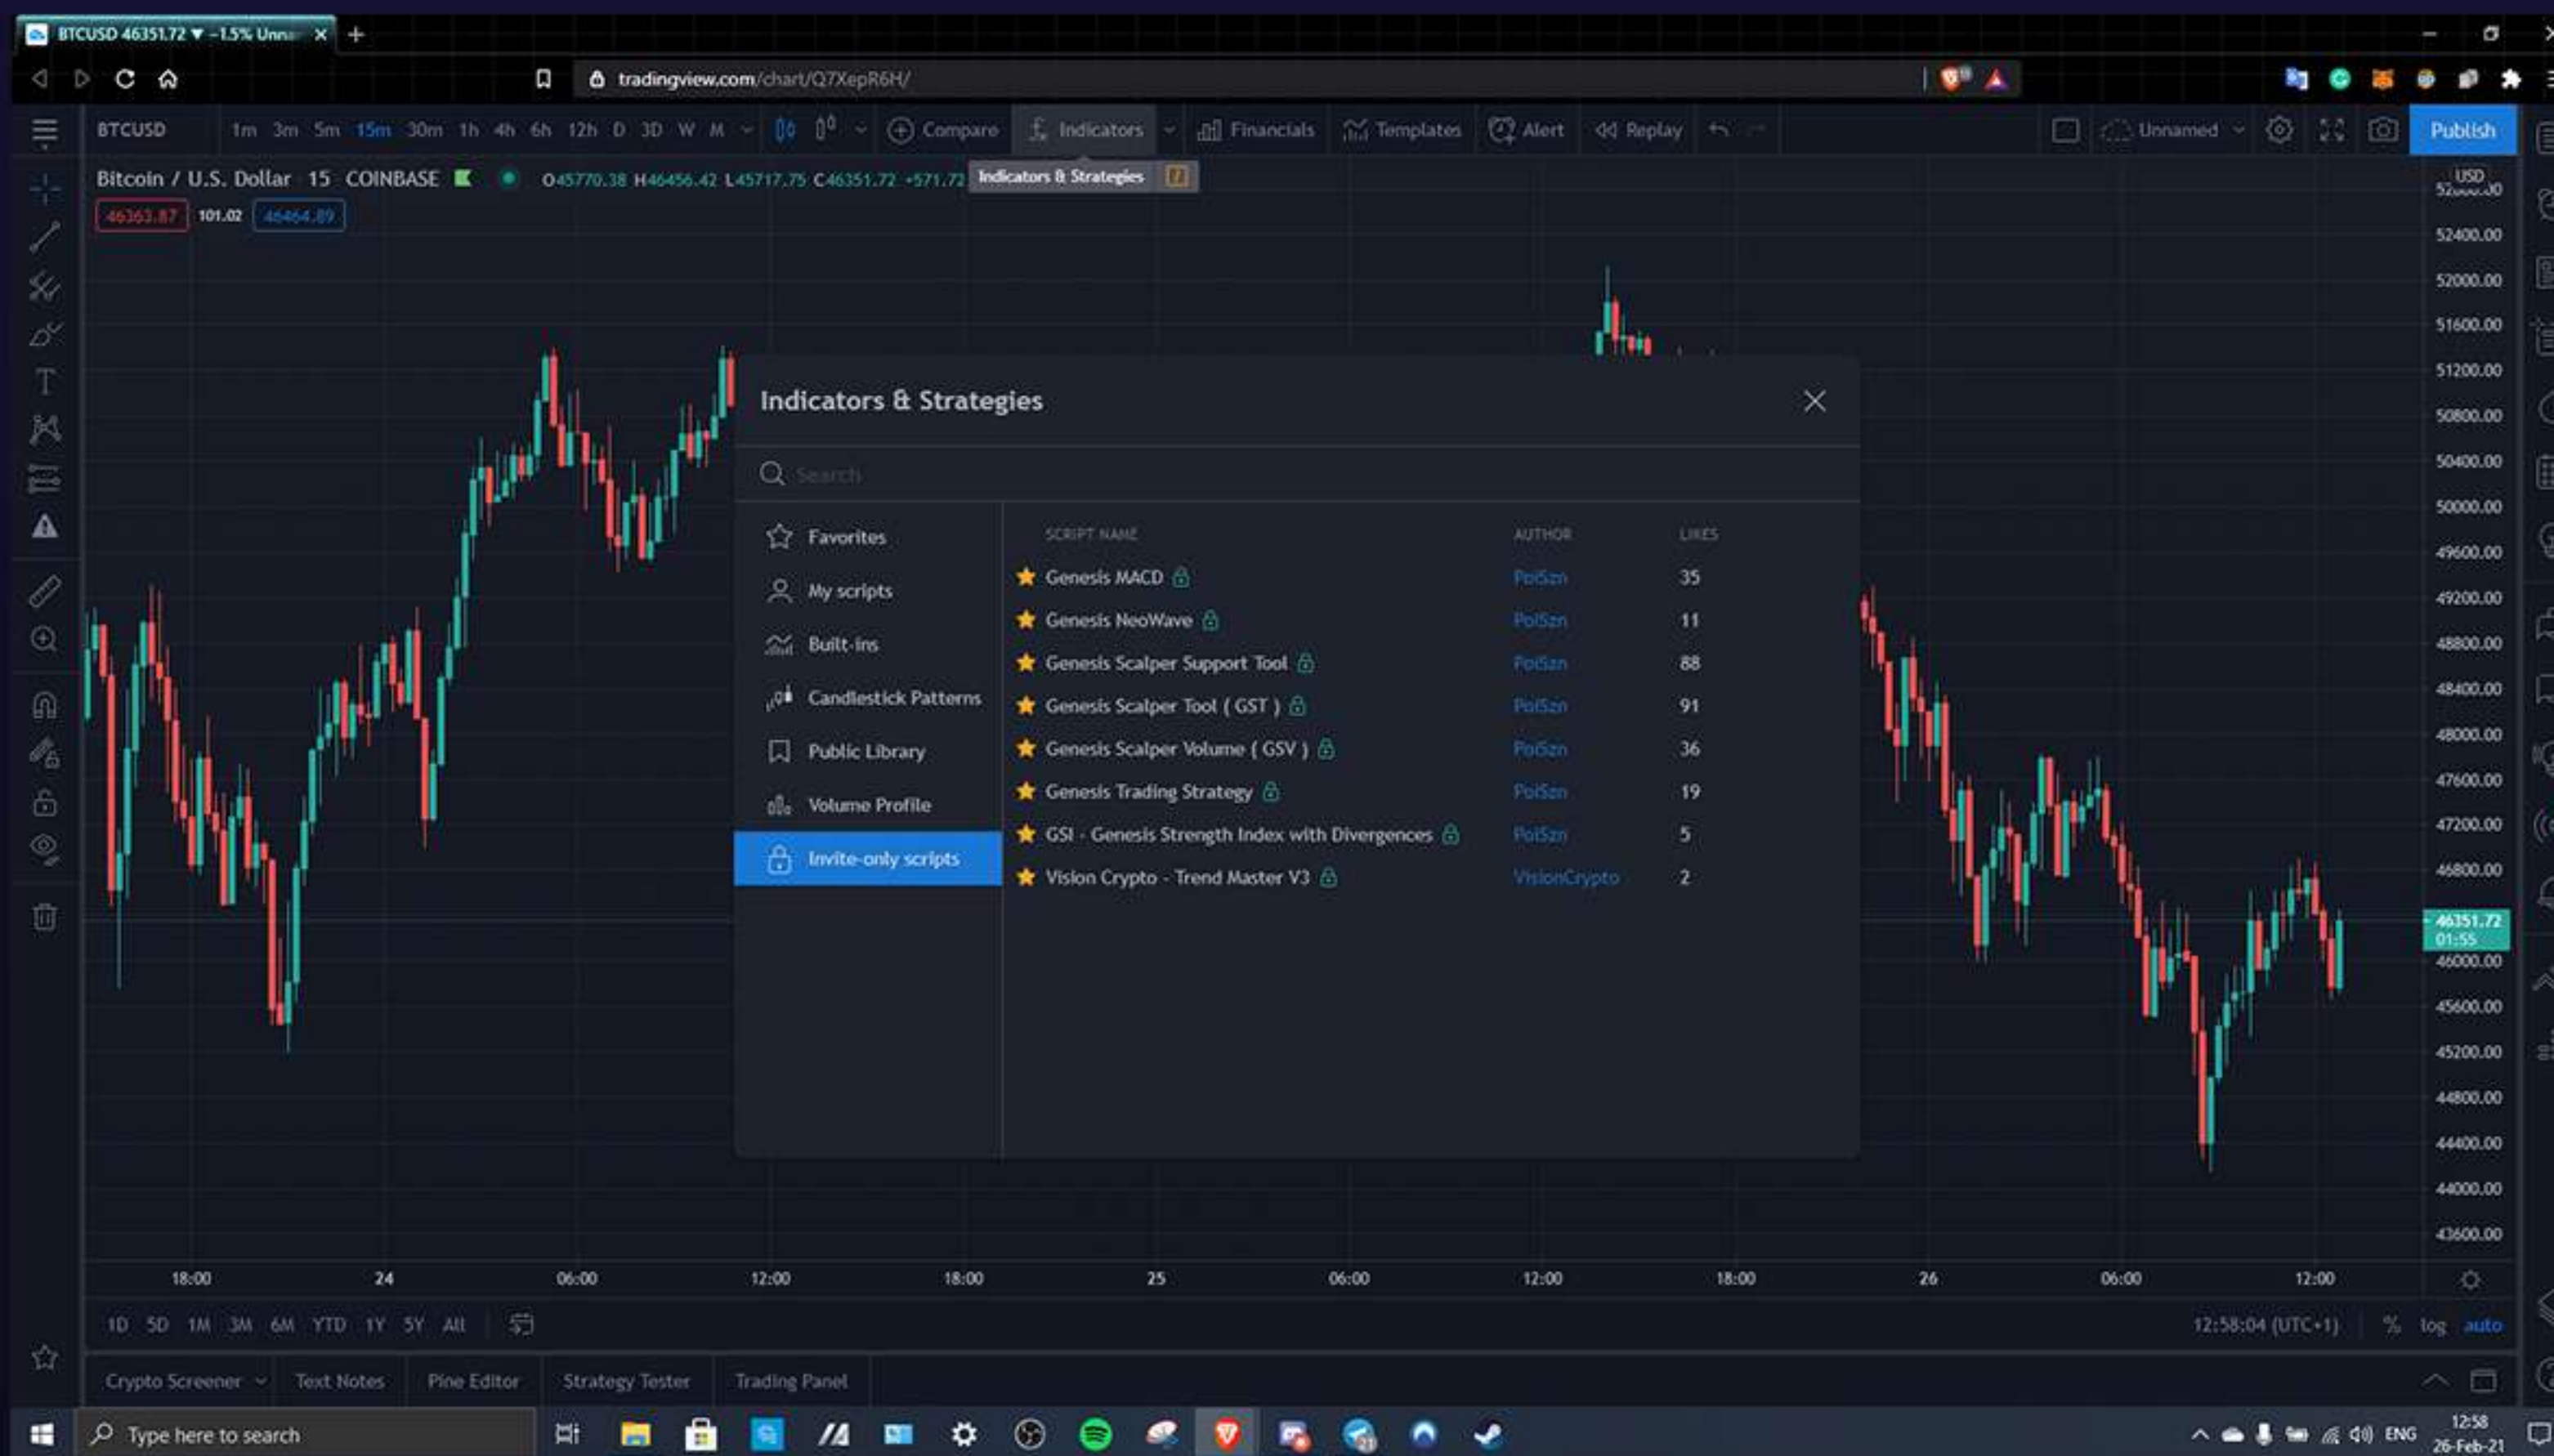 BTCUSD 46351.72 ▼ −1.5% Unna
tradingview.com/chart/Q7XepR6H/
BTCUSD 1m 3m 5m 15m 30m 1h 4h 6h 12h D 3D W M Compare Indicators Financials Templates Alert Replay Unnamed Publish
Bitcoin / U.S. Dollar 15 COINBASE O45770.38 H46456.42 L45717.75 C46351.72 +571.72
Indicators & Strategies /
46363.87 101.02 46464.89
USD
52400.00
52000.00
51600.00
51200.00
50800.00
50400.00
50000.00
49600.00
49200.00
48800.00
48400.00
48000.00
47600.00
47200.00
46800.00
46351.72
01:55
46000.00
45600.00
45200.00
44800.00
44400.00
44000.00
43600.00
Indicators & Strategies
Search
Favorites
My scripts
Built-ins
Candlestick Patterns
Public Library
Volume Profile
Invite-only scripts
SCRIPT NAME AUTHOR LIKES
Genesis MACD PolSzn 35
Genesis NeoWave PolSzn 11
Genesis Scalper Support Tool PolSzn 88
Genesis Scalper Tool ( GST ) PolSzn 91
Genesis Scalper Volume ( GSV ) PolSzn 36
Genesis Trading Strategy PolSzn 19
GSI - Genesis Strength Index with Divergences PolSzn 5
Vision Crypto - Trend Master V3 VisionCrypto 2
18:00 24 06:00 12:00 18:00 25 06:00 12:00 18:00 26 06:00 12:00
1D 5D 1M 3M 6M YTD 1Y 5Y All 12:58:04 (UTC+1) % log auto
Crypto Screener Text Notes Pine Editor Strategy Tester Trading Panel
Type here to search
ENG
12:58
26-Feb-21